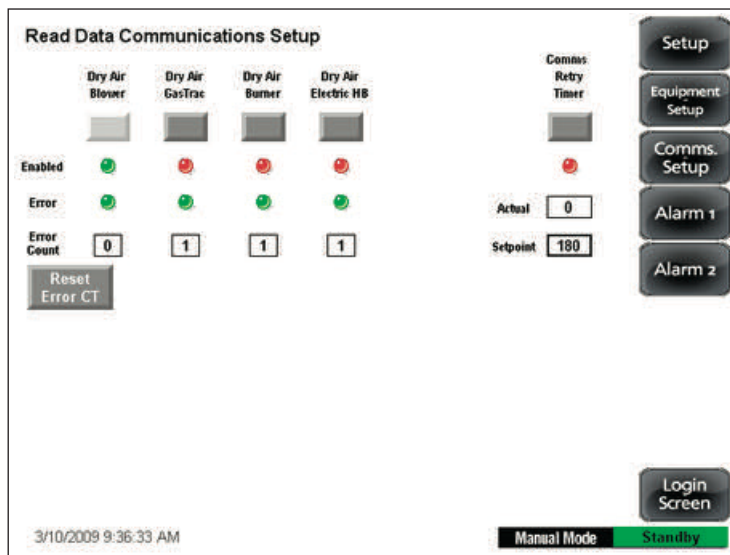 Read Data Communications Setup
Dry Air
Blower
Dry Air
GasTrac
Dry Air
Burner
Dry Air
Electric HB
Comms
Retry
Timer
Enabled
Error
Error
Count
0
1
1
1
Actual
0
Setpoint
180
Reset
Error CT
Setup
Equipment
Setup
Comms.
Setup
Alarm 1
Alarm 2
Login
Screen
3/10/2009 9:36:33 AM
Manual Mode
Standby